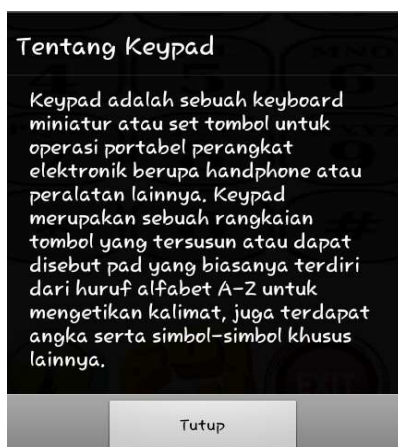 Tentang Keypad
Keypad adalah sebuah keyboard
miniatur atau set tombol untuk
operasi portabel perangkat
elektronik berupa handphone atau
peralatan lainnya. Keypad
merupakan sebuah rangkaian
tombol yang tersusun atau dapat
disebut pad yang biasanya terdiri
dari huruf alfabet A-Z untuk
mengetikan kalimat, juga terdapat
angka serta simbol-simbol khusus
lainnya.
Tutup